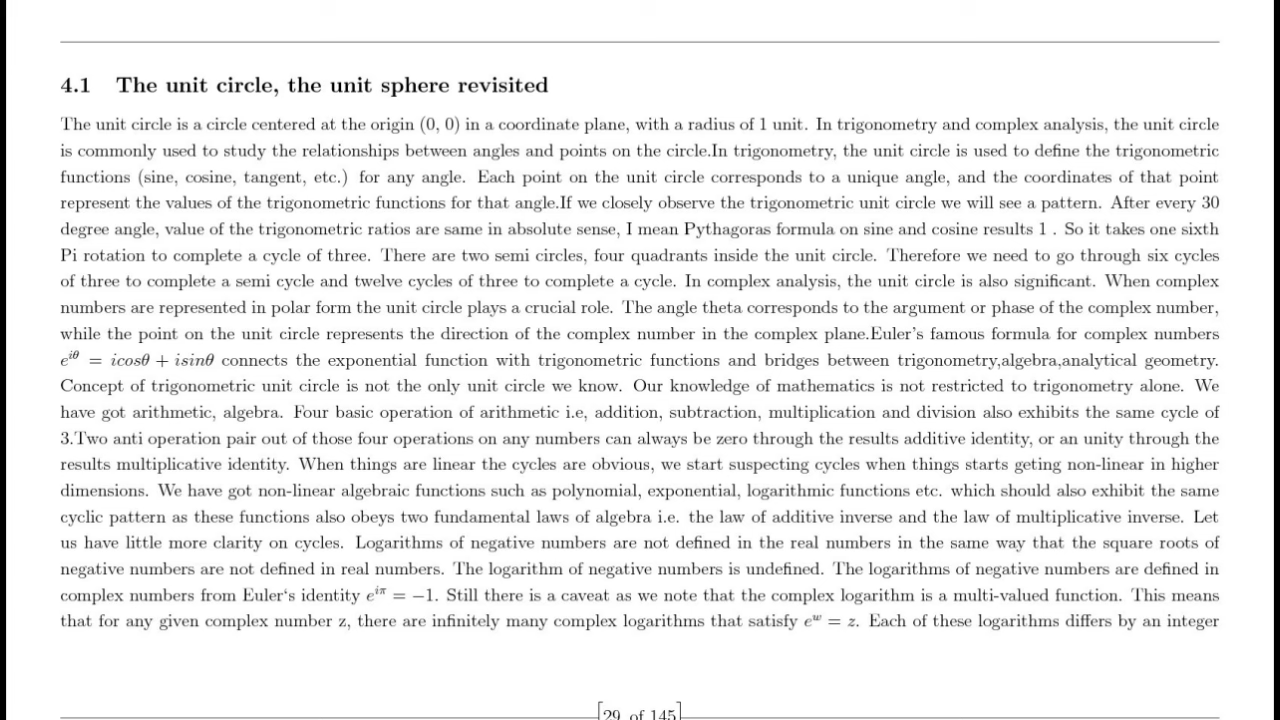 4.1 The unit circle, the unit sphere revisited
The unit circle is a circle centered at the origin (0, 0) in a coordinate plane, with a radius of 1 unit. In trigonometry and complex analysis, the unit circle
is commonly used to study the relationships between angles and points on the circle.In trigonometry, the unit circle is used to define the trigonometric
functions (sine, cosine, tangent, etc.) for any angle. Each point on the unit circle corresponds to a unique angle, and the coordinates of that point
represent the values of the trigonometric functions for that angle.If we closely observe the trigonometric unit circle we will see a pattern. After every 30
degree angle, value of the trigonometric ratios are same in absolute sense, I mean Pythagoras formula on sine and cosine results 1 . So it takes one sixth
Pi rotation to complete a cycle of three. There are two semi circles, four quadrants inside the unit circle. Therefore we need to go through six cycles
of three to complete a semi cycle and twelve cycles of three to complete a cycle. In complex analysis, the unit circle is also significant. When complex
numbers are represented in polar form the unit circle plays a crucial role. The angle theta corresponds to the argument or phase of the complex number,
while the point on the unit circle represents the direction of the complex number in the complex plane.Euler's famous formula for complex numbers
e^{iθ} = icosθ + isinθ connects the exponential function with trigonometric functions and bridges between trigonometry,algebra,analytical geometry.
Concept of trigonometric unit circle is not the only unit circle we know. Our knowledge of mathematics is not restricted to trigonometry alone. We
have got arithmetic, algebra. Four basic operation of arithmetic i.e, addition, subtraction, multiplication and division also exhibits the same cycle of
3.Two anti operation pair out of those four operations on any numbers can always be zero through the results additive identity, or an unity through the
results multiplicative identity. When things are linear the cycles are obvious, we start suspecting cycles when things starts geting non-linear in higher
dimensions. We have got non-linear algebraic functions such as polynomial, exponential, logarithmic functions etc. which should also exhibit the same
cyclic pattern as these functions also obeys two fundamental laws of algebra i.e. the law of additive inverse and the law of multiplicative inverse. Let
us have little more clarity on cycles. Logarithms of negative numbers are not defined in the real numbers in the same way that the square roots of
negative numbers are not defined in real numbers. The logarithm of negative numbers is undefined. The logarithms of negative numbers are defined in
complex numbers from Euler‘s identity e^{iπ} = −1. Still there is a caveat as we note that the complex logarithm is a multi-valued function. This means
that for any given complex number z, there are infinitely many complex logarithms that satisfy e^w = z. Each of these logarithms differs by an integer
[29 of 145]